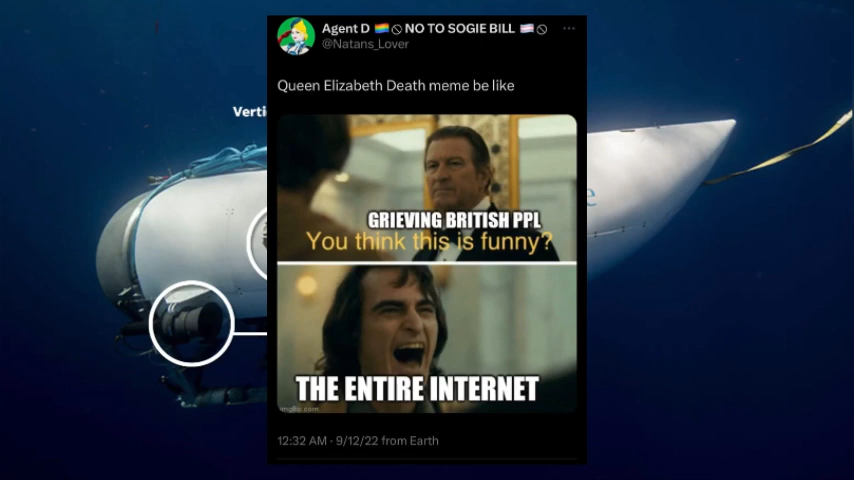 Agent D 🏳️‍🌈🚫 NO TO SOGIE BILL 🏳️‍⚧️🚫
@Natans_Lover
Queen Elizabeth Death meme be like
Verti
GRIEVING BRITISH PPL
You think this is funny?
THE ENTIRE INTERNET
imgflip.com
12:32 AM - 9/12/22 from Earth
e